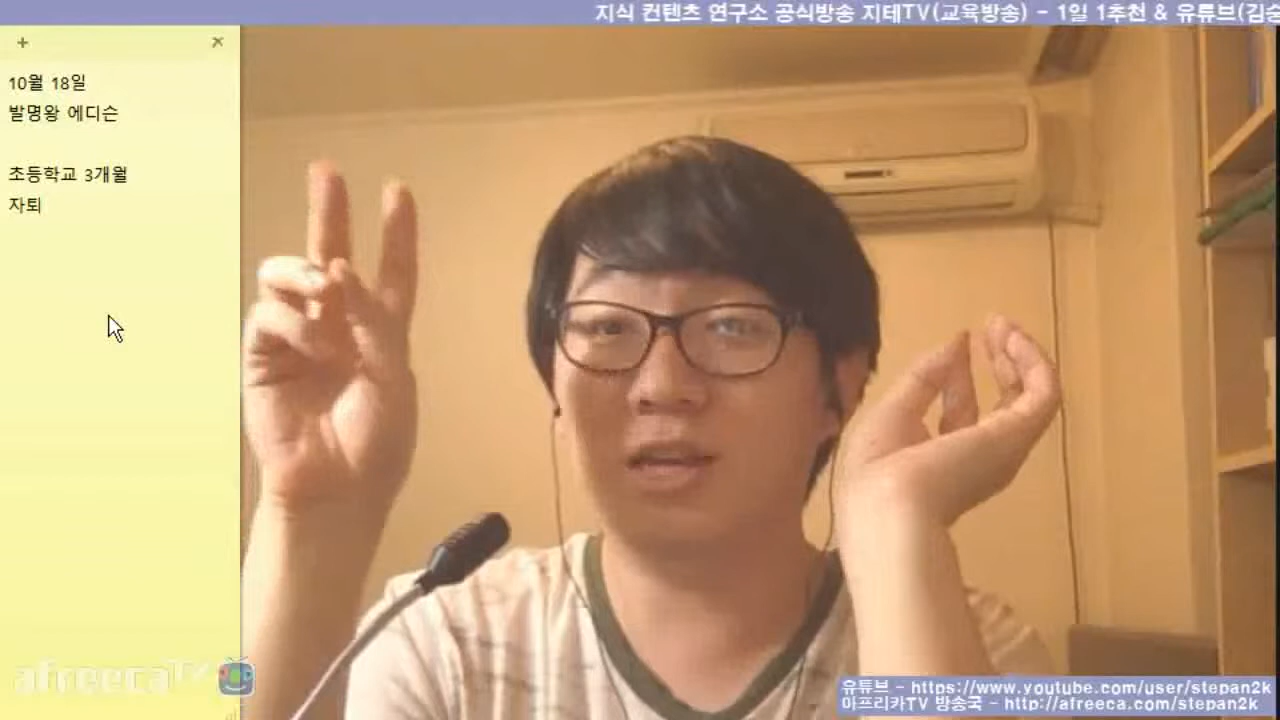 지식 컨텐츠 연구소 공식방송 지테TV(교육방송) - 1일 1추천 & 유튜브(김승
10월 18일
발명왕 에디슨
초등학교 3개월
자퇴
afreecaTV
유튜브 - https://www.youtube.com/user/stepan2k
아프리카TV 방송국 - http://afreeca.com/stepan2k